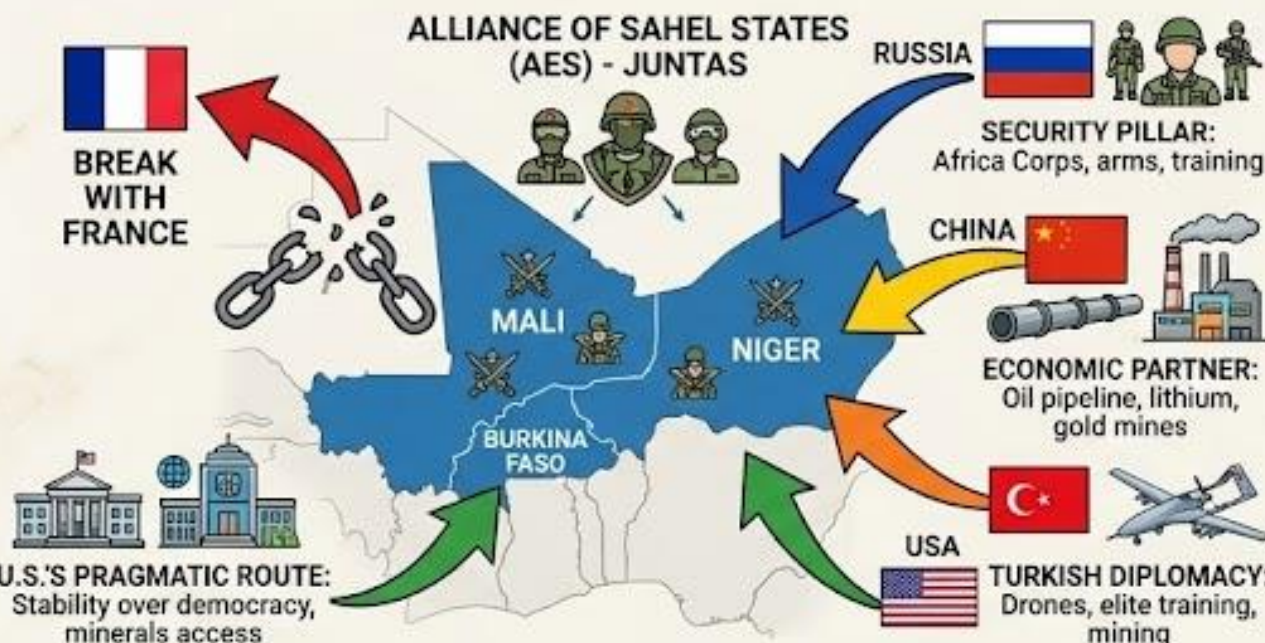 ALLIANCE OF SAHEL STATES
(AES) - JUNTAS
BREAK
WITH
FRANCE
RUSSIA
SECURITY PILLAR:
Africa Corps, arms, training
CHINA
ECONOMIC PARTNER:
Oil pipeline, lithium,
gold mines
MALI
NIGER
BURKINA
FASO
U.S.'S PRAGMATIC ROUTE:
Stability over democracy,
minerals access
USA
TURKISH DIPLOMACY:
Drones, elite training,
mining